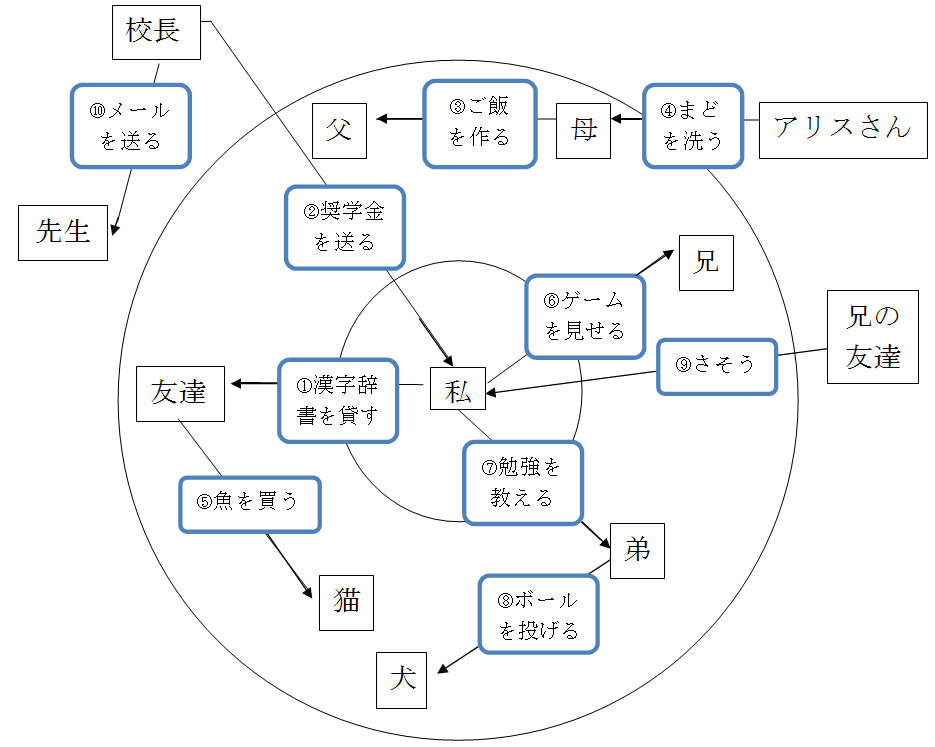 校長
⑩メール
を送る
先生
父
③ご飯
を作る
母
④まど
を洗う
アリスさん
②奨学金
を送る
⑥ゲーム
を見せる
兄
兄の
友達
⑨さそう
友達
①漢字辞
書を貸す
私
⑦勉強を
教える
⑤魚を買う
弟
猫
⑧ボール
を投げる
犬